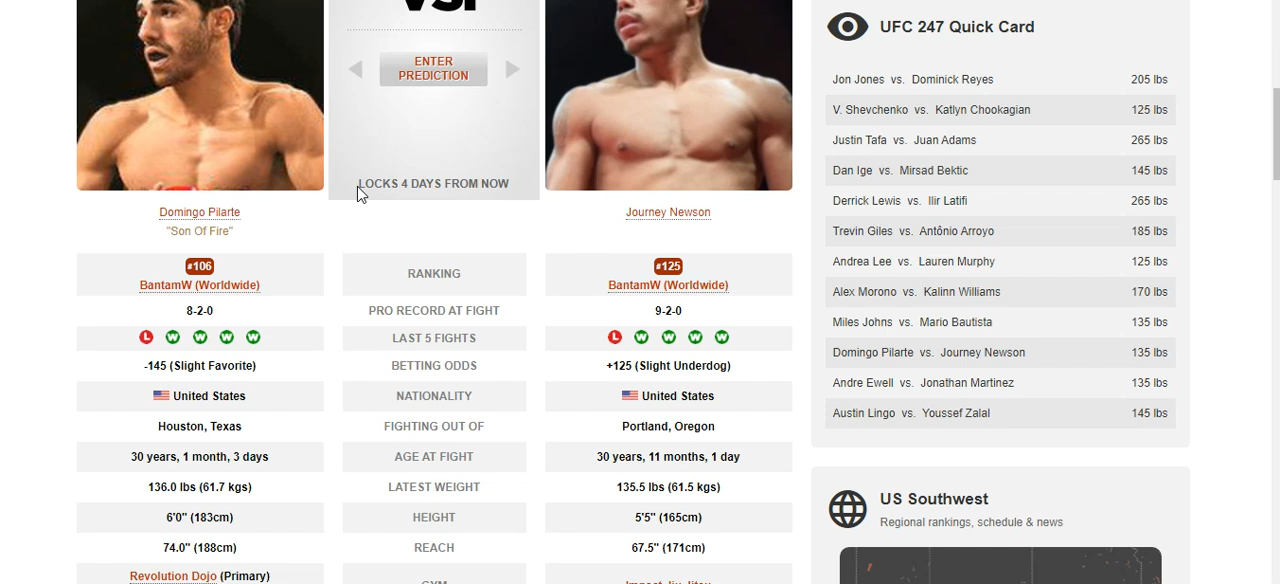 VS.
ENTER
PREDICTION
LOCKS 4 DAYS FROM NOW
Domingo Pilarte
"Son Of Fire"
Journey Newson
#106
BantamW (Worldwide)
RANKING
#125
BantamW (Worldwide)
8-2-0
PRO RECORD AT FIGHT
9-2-0
L W W W W
LAST 5 FIGHTS
L W W W W
-145 (Slight Favorite)
BETTING ODDS
+125 (Slight Underdog)
United States
NATIONALITY
United States
Houston, Texas
FIGHTING OUT OF
Portland, Oregon
30 years, 1 month, 3 days
AGE AT FIGHT
30 years, 11 months, 1 day
136.0 lbs (61.7 kgs)
LATEST WEIGHT
135.5 lbs (61.5 kgs)
6'0" (183cm)
HEIGHT
5'5" (165cm)
74.0" (188cm)
REACH
67.5" (171cm)
Revolution Dojo (Primary)
GYM
Impact Jiu Jitsu
UFC 247 Quick Card
Jon Jones vs. Dominick Reyes 205 lbs
V. Shevchenko vs. Katlyn Chookagian 125 lbs
Justin Tafa vs. Juan Adams 265 lbs
Dan Ige vs. Mirsad Bektic 145 lbs
Derrick Lewis vs. Ilir Latifi 265 lbs
Trevin Giles vs. Antônio Arroyo 185 lbs
Andrea Lee vs. Lauren Murphy 125 lbs
Alex Morono vs. Kalinn Williams 170 lbs
Miles Johns vs. Mario Bautista 135 lbs
Domingo Pilarte vs. Journey Newson 135 lbs
Andre Ewell vs. Jonathan Martinez 135 lbs
Austin Lingo vs. Youssef Zalal 145 lbs
US Southwest
Regional rankings, schedule & news